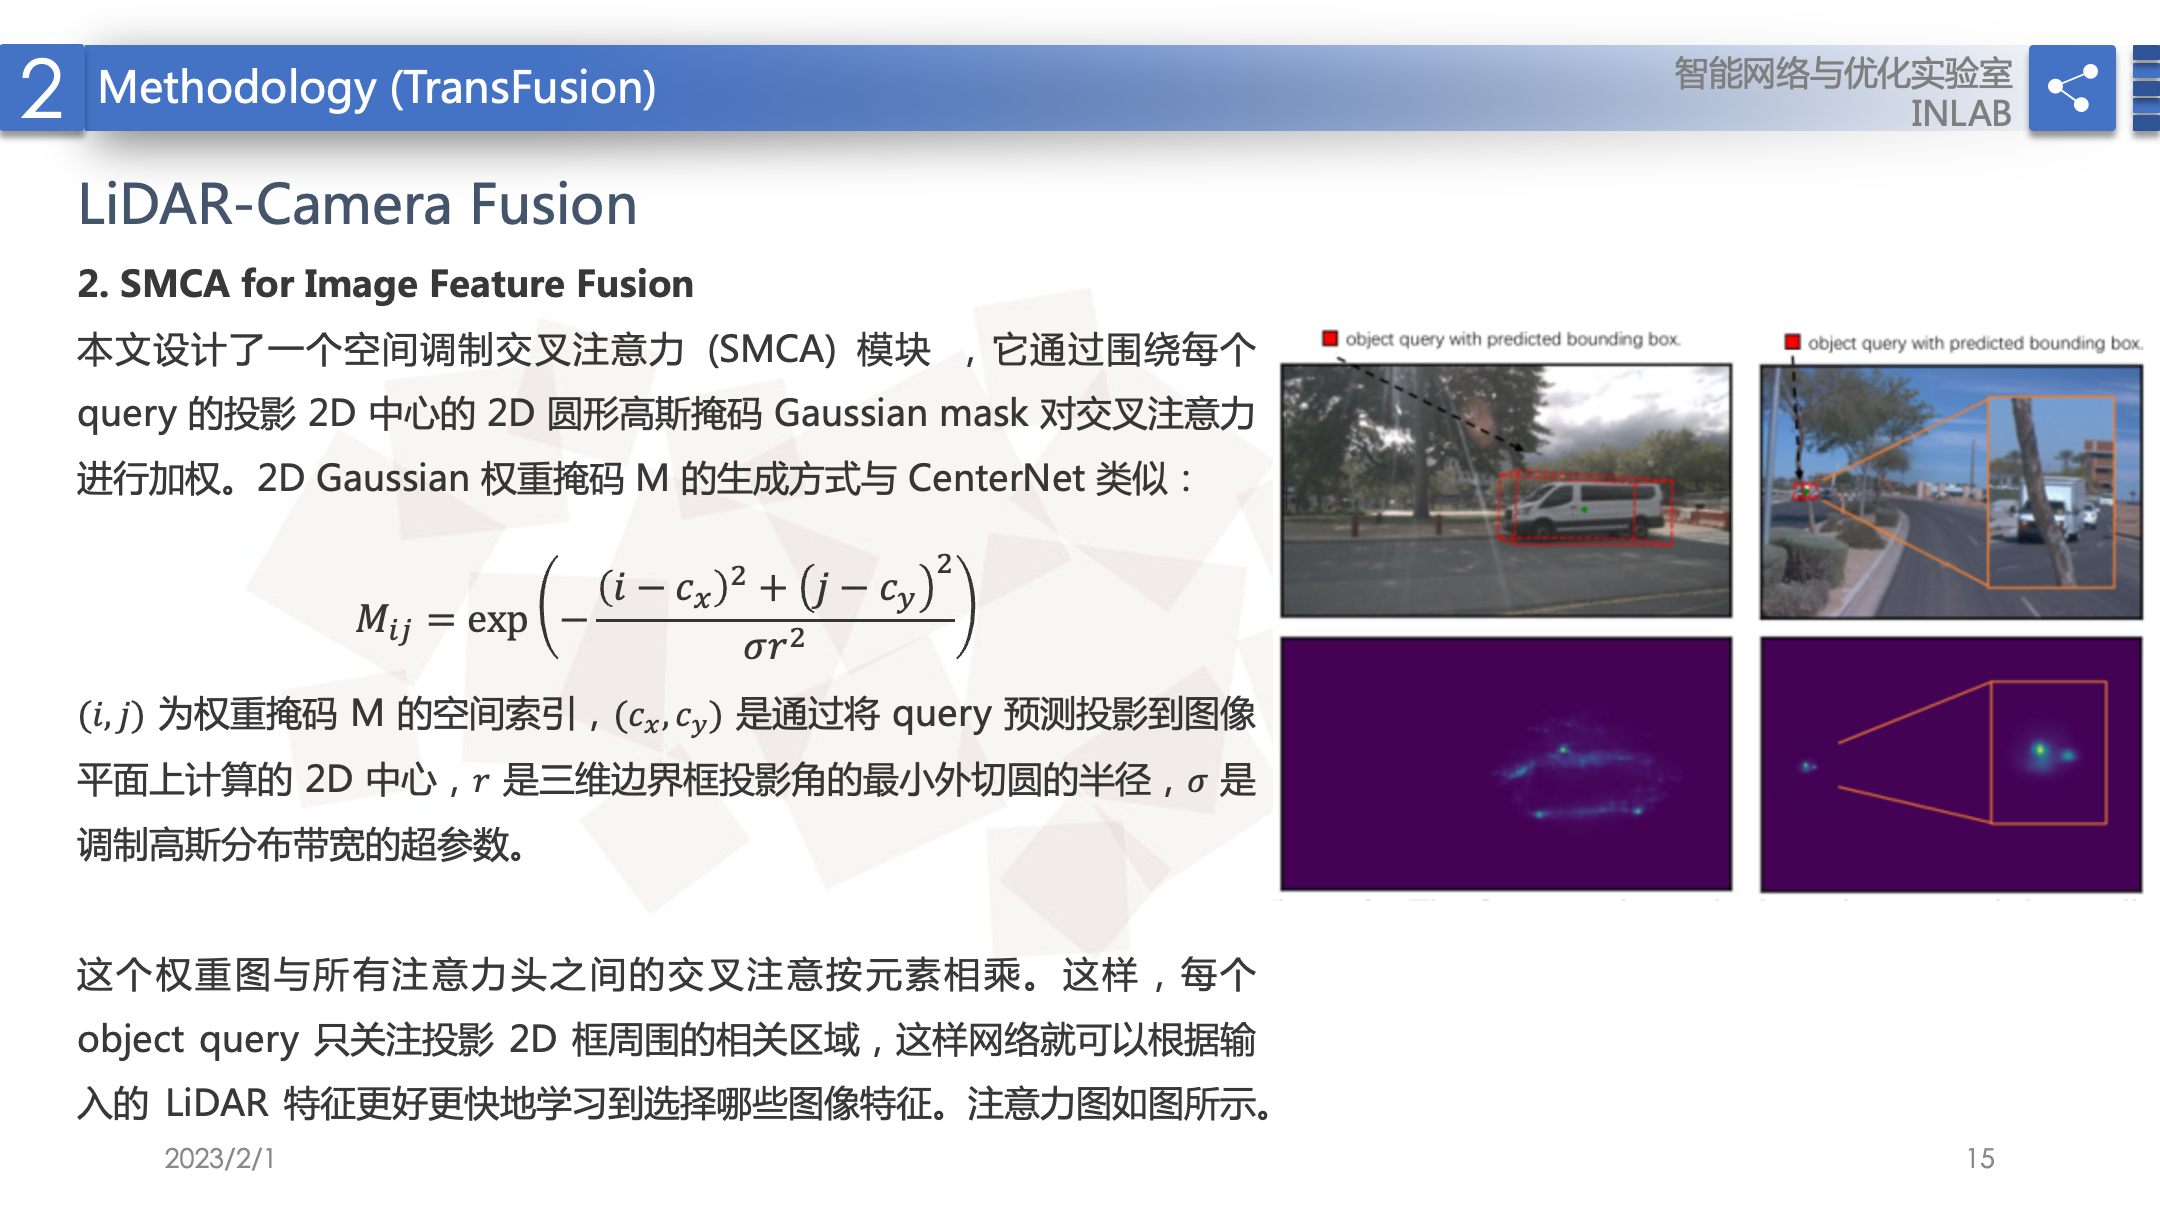 2
Methodology (TransFusion)
智能网络与优化实验室
INLAB
LiDAR-Camera Fusion
2. SMCA for Image Feature Fusion
本文设计了一个空间调制交叉注意力 (SMCA) 模块 ，它通过围绕每个
query 的投影 2D 中心的 2D 圆形高斯掩码 Gaussian mask 对交叉注意力
进行加权。2D Gaussian 权重掩码 M 的生成方式与 CenterNet 类似：
M_{ij} = exp(−((i − c_x)^2 + (j − c_y)^2) / (σr^2))
(i, j) 为权重掩码 M 的空间索引，(c_x, c_y) 是通过将 query 预测投影到图像
平面上计算的 2D 中心，r 是三维边界框投影角的最小外切圆的半径，σ 是
调制高斯分布带宽的超参数。
这个权重图与所有注意力头之间的交叉注意按元素相乘。这样，每个
object query 只关注投影 2D 框周围的相关区域，这样网络就可以根据输
入的 LiDAR 特征更好更快地学习到选择哪些图像特征。注意力图如图所示。
object query with predicted bounding box.
object query with predicted bounding box.
2023/2/1
15